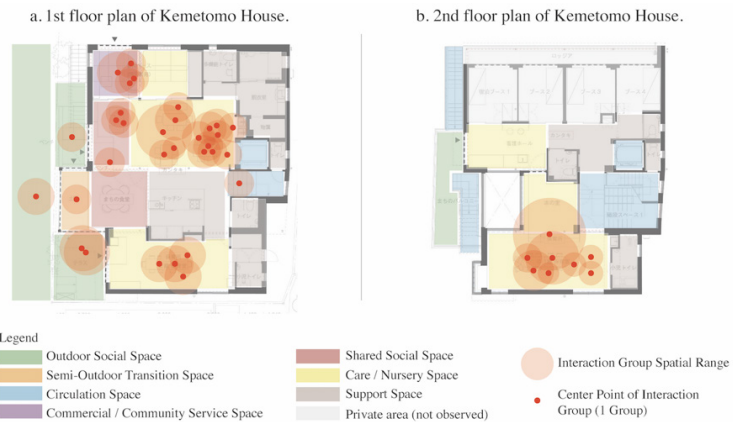 a. 1st floor plan of Kemetomo House.
b. 2nd floor plan of Kemetomo House.
Legend
Outdoor Social Space
Semi-Outdoor Transition Space
Circulation Space
Commercial / Community Service Space
Shared Social Space
Care / Nursery Space
Support Space
Private area (not observed)
Interaction Group Spatial Range
Center Point of Interaction
Group (1 Group)